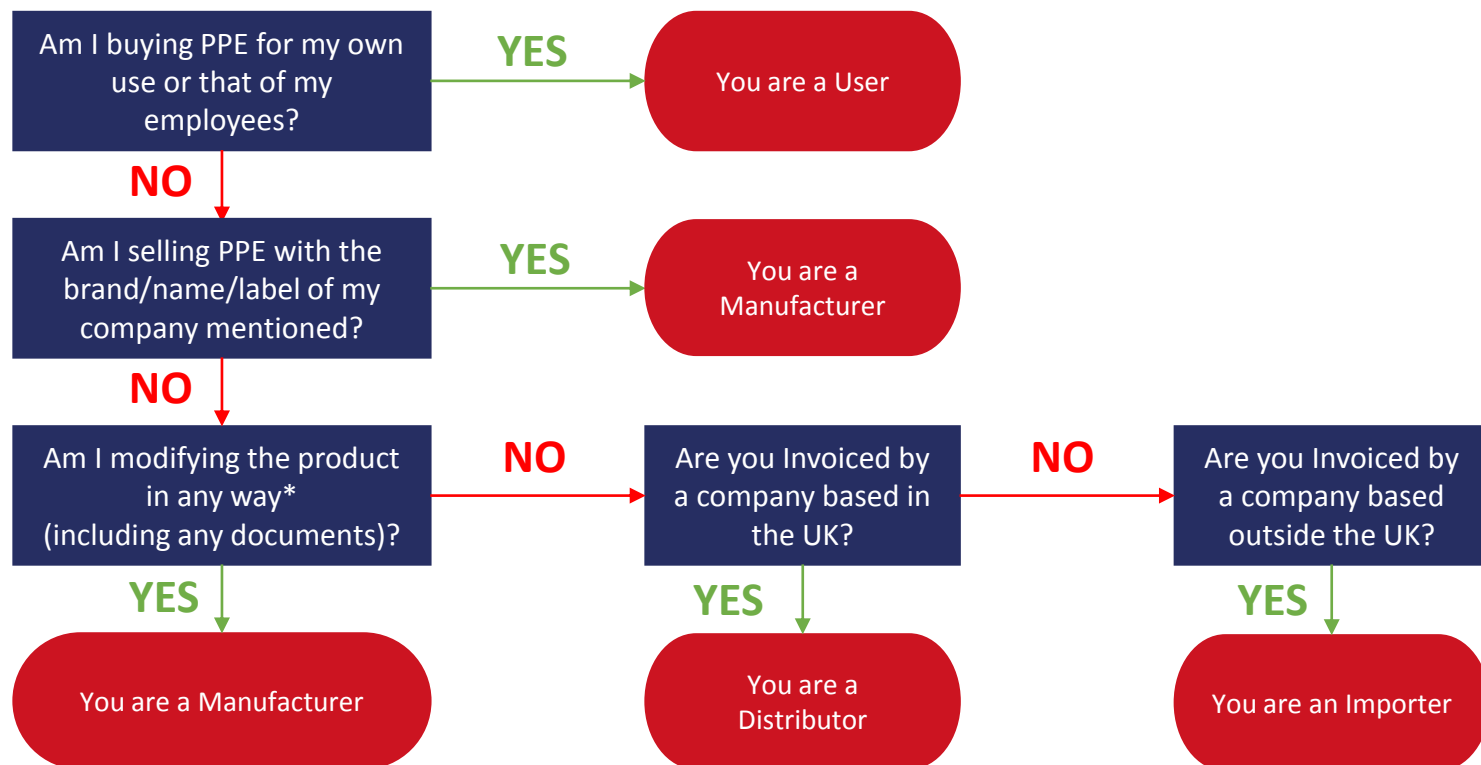 Am I buying PPE for my own
use or that of my
employees?
YES
You are a User
NO
Am I selling PPE with the
brand/name/label of my
company mentioned?
YES
You are a
Manufacturer
NO
Am I modifying the product
in any way*
(including any documents)?
NO
Are you Invoiced by
a company based in
the UK?
NO
Are you Invoiced by
a company based
outside the UK?
YES
You are a Manufacturer
YES
You are a
Distributor
YES
You are an Importer